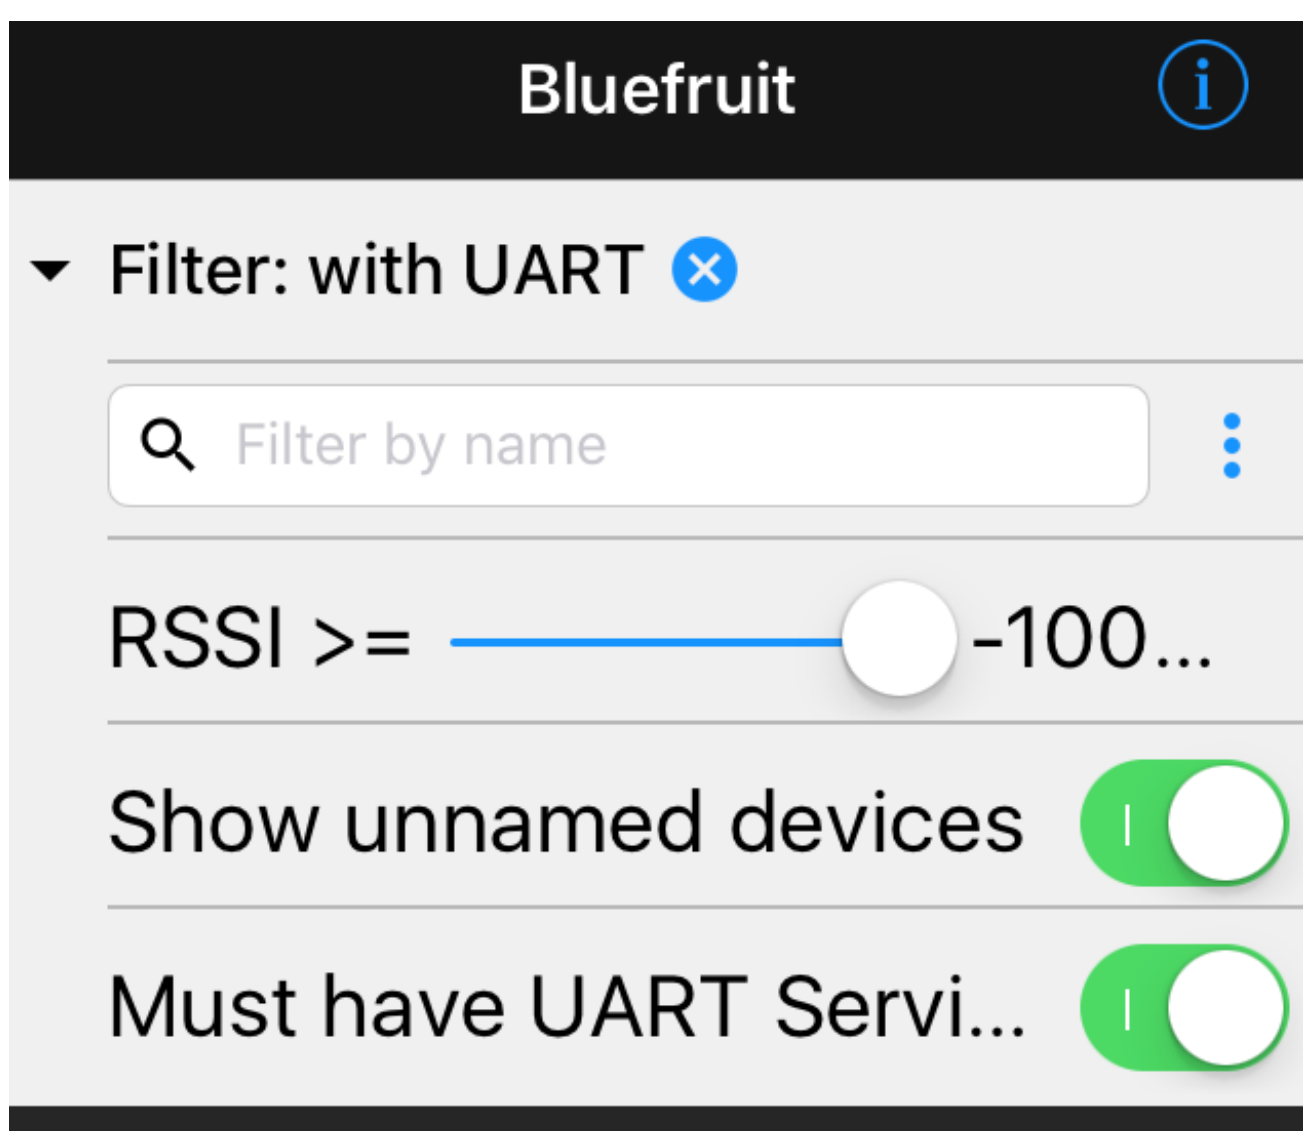 Bluefruit
Filter: with UART
Filter by name
RSSI >= -100...
Show unnamed devices
Must have UART Servi...